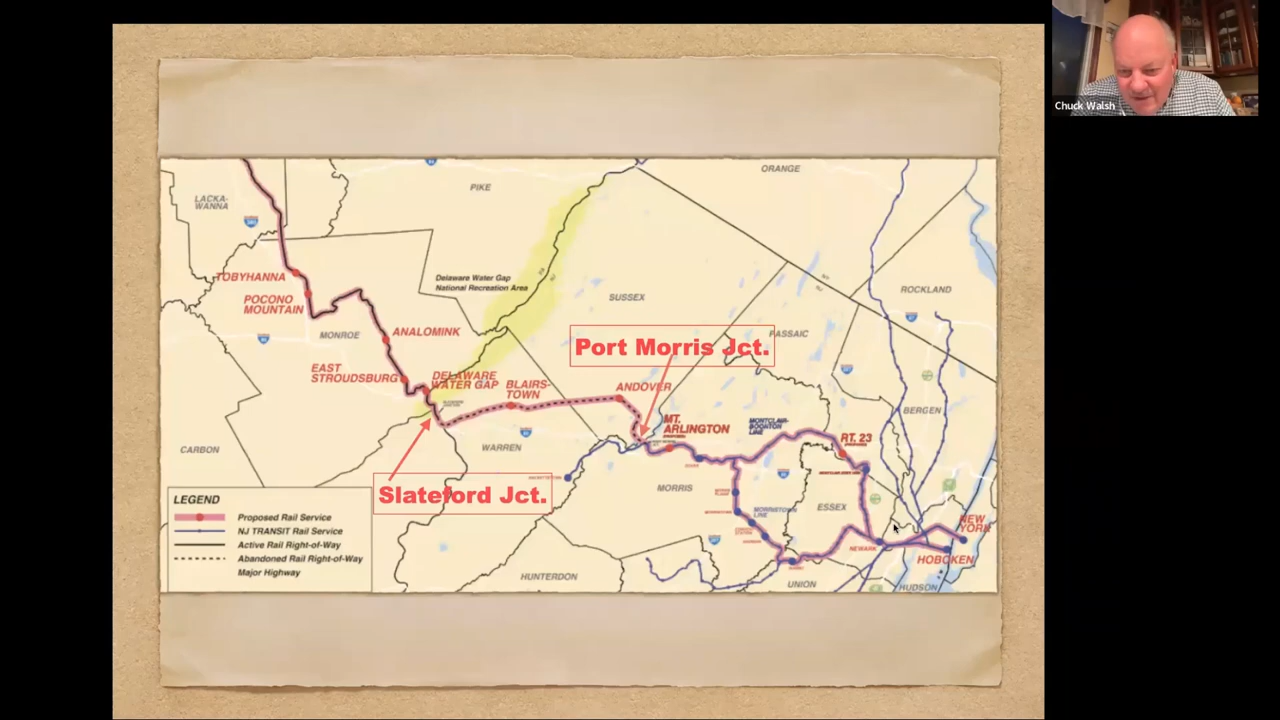 Chuck Walsh
ORANGE
PIKE
LACKA-
WANNA
ROCKLAND
TOBYHANNA
Delaware Water Gap
National Recreation Area
POCONO
MOUNTAIN
SUSSEX
MONROE
ANALOMINK
PASSAIC
Port Morris Jct.
EAST
STROUDSBURG
DELAWARE
WATER GAP
BLAIRS-
TOWN
ANDOVER
BERGEN
MT.
ARLINGTON
MONTCLAIR-
BOONTON
LINE
RT. 23
CARBON
WARREN
MORRIS
ESSEX
MORRISTOWN
LINE
Slateford Jct.
NEW
YORK
NEWARK
HOBOKEN
HUNTERDON
UNION
HUDSON
LEGEND
Proposed Rail Service
NJ TRANSIT Rail Service
Active Rail Right-of-Way
Abandoned Rail Right-of-Way
Major Highway